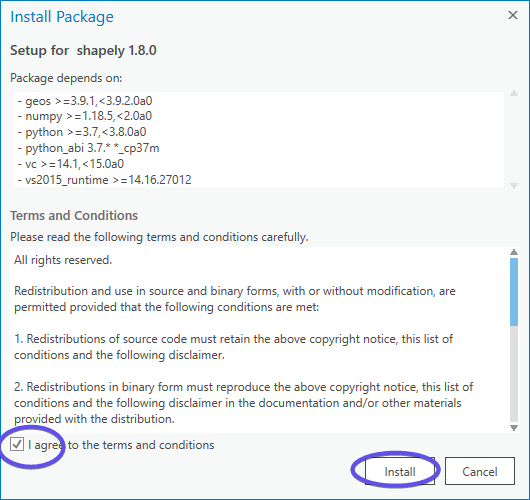 Install Package
Setup for shapely 1.8.0
Package depends on:
- geos >=3.9.1,<3.9.2.0a0
- numpy >=1.18.5,<2.0a0
- python >=3.7,<3.8.0a0
- python_abi 3.7.* *_cp37m
- vc >=14.1,<15.0a0
- vs2015_runtime >=14.16.27012
Terms and Conditions
Please read the following terms and conditions carefully.
All rights reserved.
Redistribution and use in source and binary forms, with or without modification, are
permitted provided that the following conditions are met:
1. Redistributions of source code must retain the above copyright notice, this list of
conditions and the following disclaimer.
2. Redistributions in binary form must reproduce the above copyright notice, this list of
conditions and the following disclaimer in the documentation and/or other materials
provided with the distribution.
I agree to the terms and conditions
Install Cancel